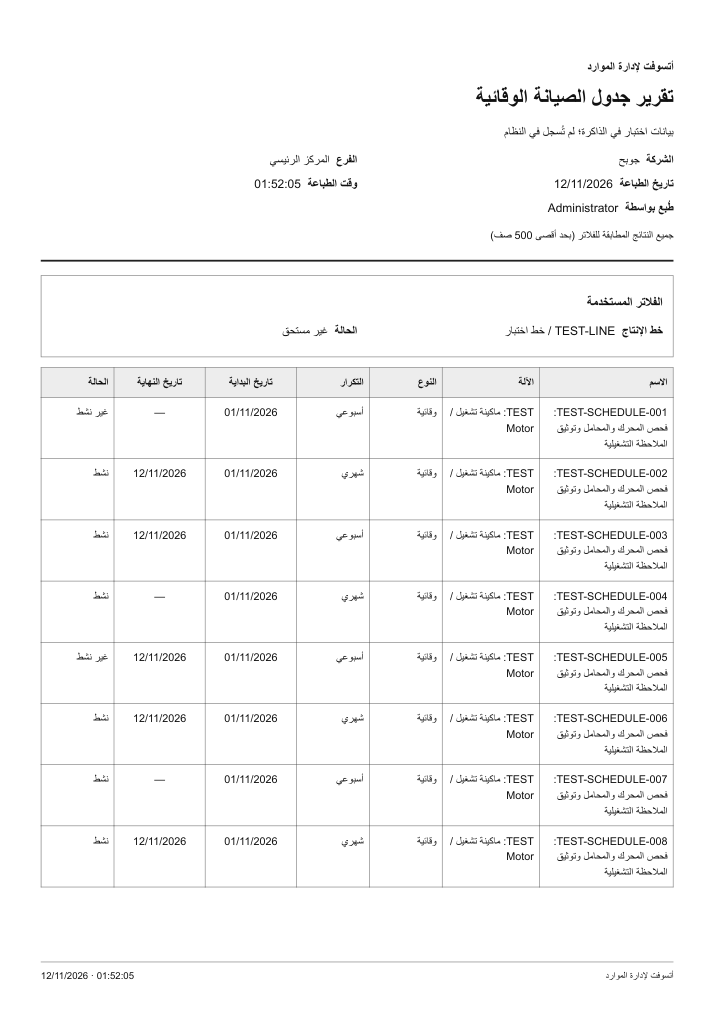 أتسوفت لإدارة الموارد
تقرير جدول الصيانة الوقائية
بيانات اختبار في الذاكرة؛ لم تُسجل في النظام
الشركة جويح
الفرع المركز الرئيسي
تاريخ الطباعة 12/11/2026
وقت الطباعة 01:52:05
طُبع بواسطة Administrator
جميع النتائج المطابقة للفلاتر (بحد أقصى 500 صف)
الفلاتر المستخدمة
خط الإنتاج TEST-LINE / خط اختبار
الحالة غير مستحق
الاسم الآلة النوع التكرار تاريخ البداية تاريخ النهاية الحالة
TEST-SCHEDULE-001: TEST: ماكينة تشغيل / وقائية أسبوعي 01/11/2026 — غير نشط
فحص المحرك والمحامل وتوثيق Motor
الملاحظة التشغيلية
TEST-SCHEDULE-002: TEST: ماكينة تشغيل / وقائية شهري 01/11/2026 12/11/2026 نشط
فحص المحرك والمحامل وتوثيق Motor
الملاحظة التشغيلية
TEST-SCHEDULE-003: TEST: ماكينة تشغيل / وقائية أسبوعي 01/11/2026 12/11/2026 نشط
فحص المحرك والمحامل وتوثيق Motor
الملاحظة التشغيلية
TEST-SCHEDULE-004: TEST: ماكينة تشغيل / وقائية شهري 01/11/2026 — نشط
فحص المحرك والمحامل وتوثيق Motor
الملاحظة التشغيلية
TEST-SCHEDULE-005: TEST: ماكينة تشغيل / وقائية أسبوعي 01/11/2026 12/11/2026 غير نشط
فحص المحرك والمحامل وتوثيق Motor
الملاحظة التشغيلية
TEST-SCHEDULE-006: TEST: ماكينة تشغيل / وقائية شهري 01/11/2026 12/11/2026 نشط
فحص المحرك والمحامل وتوثيق Motor
الملاحظة التشغيلية
TEST-SCHEDULE-007: TEST: ماكينة تشغيل / وقائية أسبوعي 01/11/2026 — نشط
فحص المحرك والمحامل وتوثيق Motor
الملاحظة التشغيلية
TEST-SCHEDULE-008: TEST: ماكينة تشغيل / وقائية شهري 01/11/2026 12/11/2026 نشط
فحص المحرك والمحامل وتوثيق Motor
الملاحظة التشغيلية
أتسوفت لإدارة الموارد
12/11/2026 · 01:52:05